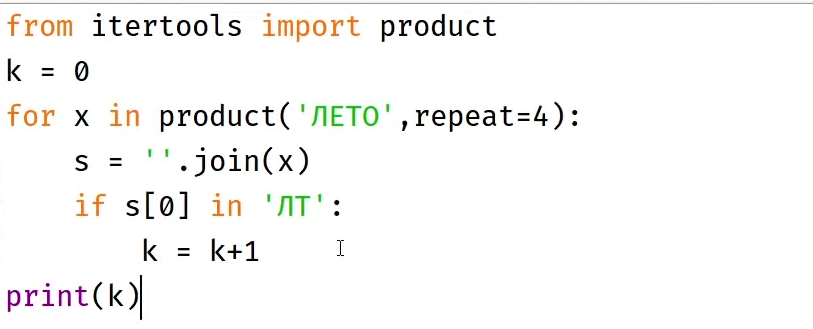 from itertools import product
k = 0
for x in product('ЛЕТО',repeat=4):
    s = ''.join(x)
    if s[0] in 'ЛТ':
        k = k+1
print(k)